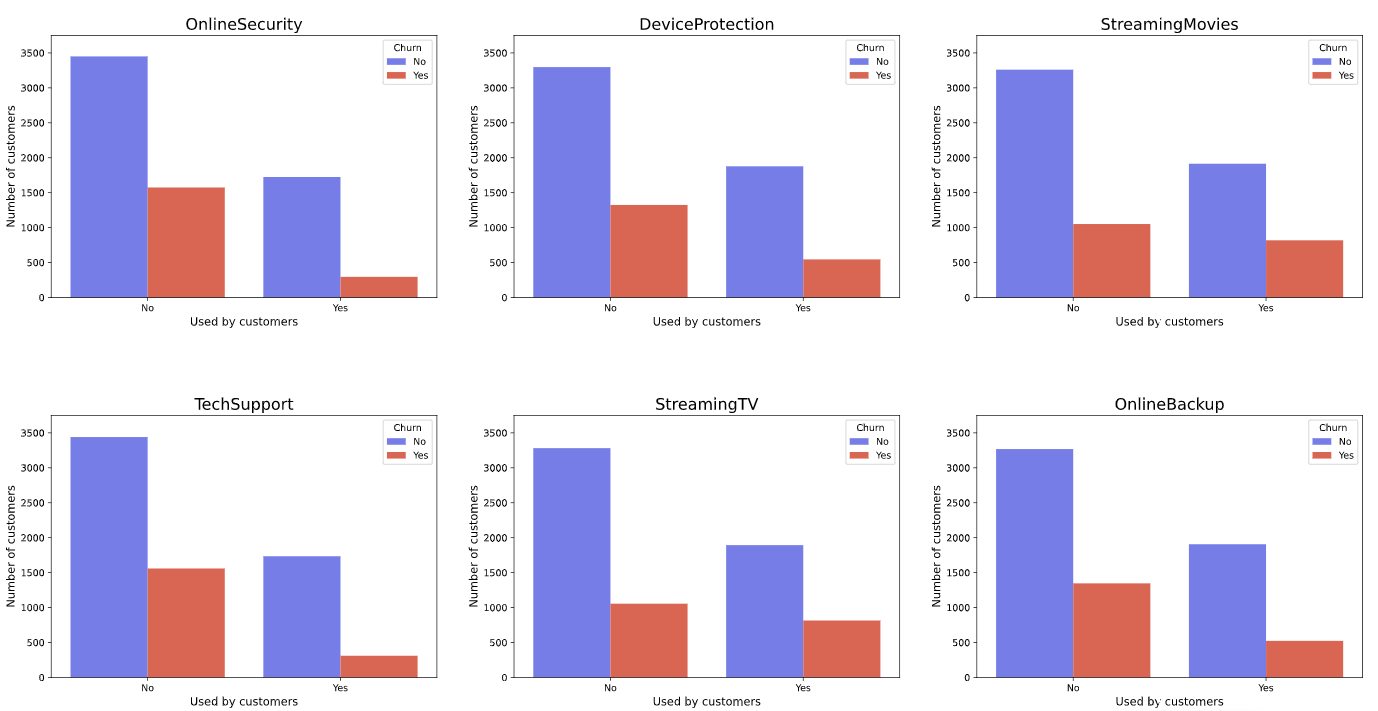 OnlineSecurity
Number of customers
3500
3000
2500
2000
1500
1000
500
0
Churn
No
Yes
No Yes
Used by customers
DeviceProtection
Number of customers
3500
3000
2500
2000
1500
1000
500
0
Churn
No
Yes
No Yes
Used by customers
StreamingMovies
Number of customers
3500
3000
2500
2000
1500
1000
500
0
Churn
No
Yes
No Yes
Used by customers
TechSupport
Number of customers
3500
3000
2500
2000
1500
1000
500
0
Churn
No
Yes
No Yes
Used by customers
StreamingTV
Number of customers
3500
3000
2500
2000
1500
1000
500
0
Churn
No
Yes
No Yes
Used by customers
OnlineBackup
Number of customers
3500
3000
2500
2000
1500
1000
500
0
Churn
No
Yes
No Yes
Used by customers